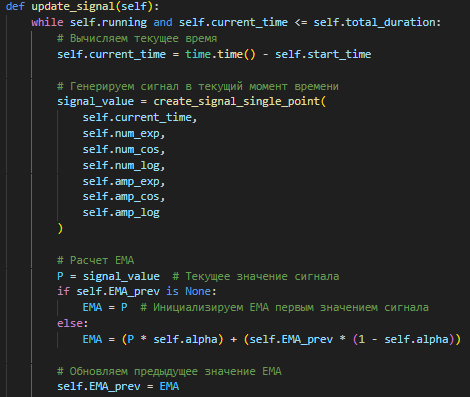 def update_signal(self):
    while self.running and self.current_time <= self.total_duration:
        # Вычисляем текущее время
        self.current_time = time.time() - self.start_time
        # Генерируем сигнал в текущий момент времени
        signal_value = create_signal_single_point(
            self.current_time,
            self.num_exp,
            self.num_cos,
            self.num_log,
            self.amp_exp,
            self.amp_cos,
            self.amp_log
        )
        # Расчет EMA
        P = signal_value  # Текущее значение сигнала
        if self.EMA_prev is None:
            EMA = P  # Инициализируем EMA первым значением сигнала
        else:
            EMA = (P * self.alpha) + (self.EMA_prev * (1 - self.alpha))
        # Обновляем предыдущее значение EMA
        self.EMA_prev = EMA